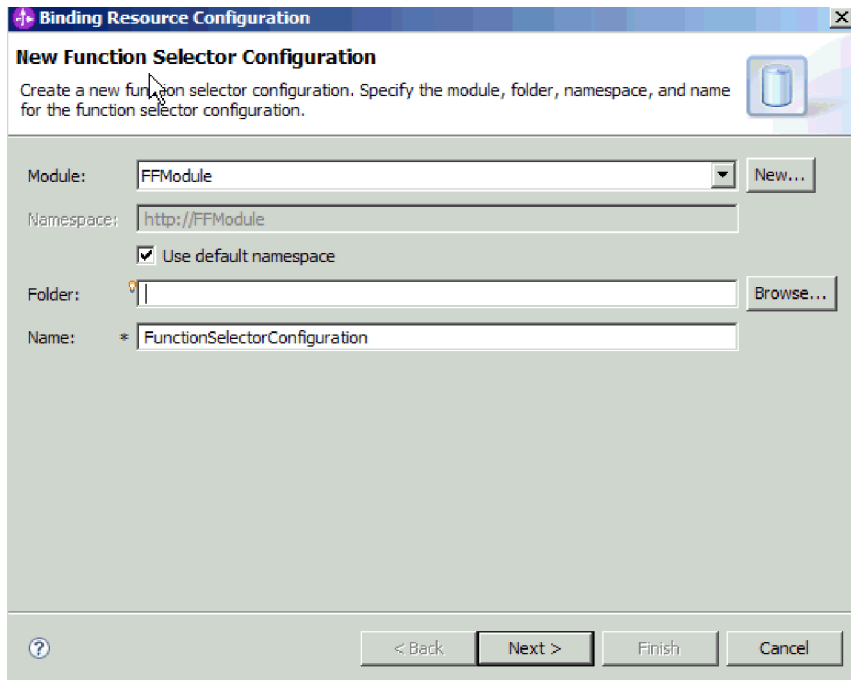 Binding Resource Configuration
New Function Selector Configuration
Create a new function selector configuration. Specify the module, folder, namespace, and name
for the function selector configuration.
Module: FFModule New...
Namespace: http://FFModule
Use default namespace
Folder: Browse...
Name: * FunctionSelectorConfiguration
? < Back Next > Finish Cancel